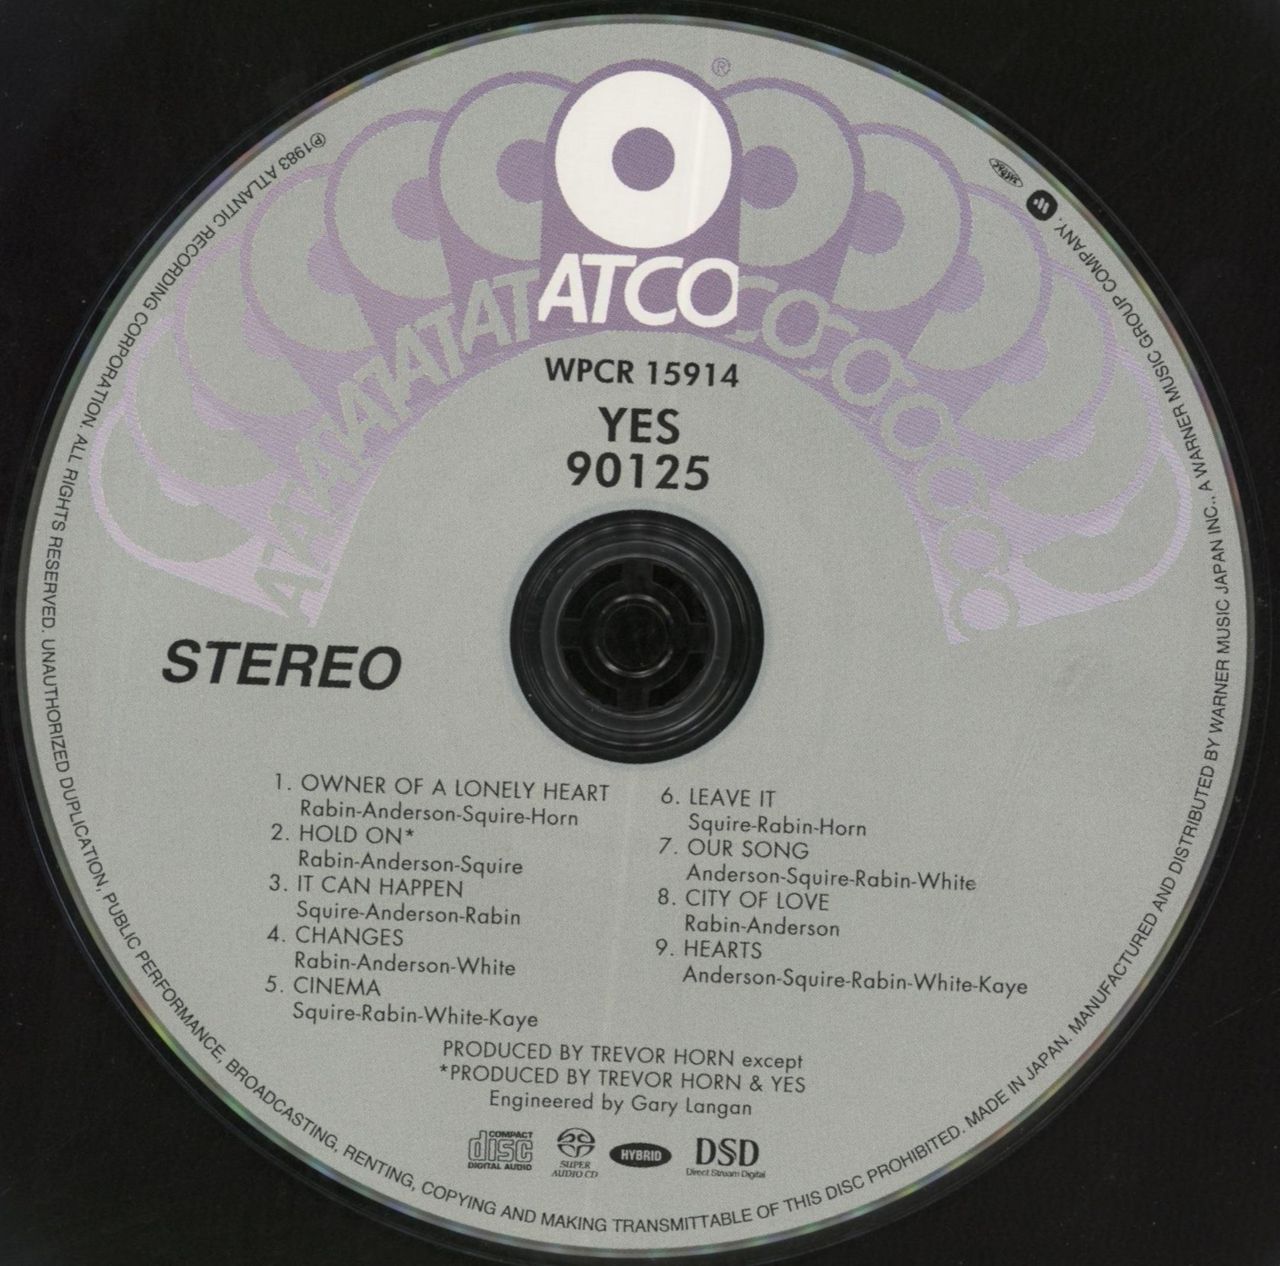 ATCO
®
WPCR 15914
YES
90125
STEREO
1. OWNER OF A LONELY HEART
Rabin-Anderson-Squire-Horn
2. HOLD ON*
Rabin-Anderson-Squire
3. IT CAN HAPPEN
Squire-Anderson-Rabin
4. CHANGES
Rabin-Anderson-White
5. CINEMA
Squire-Rabin-White-Kaye
6. LEAVE IT
Squire-Rabin-Horn
7. OUR SONG
Anderson-Squire-Rabin-White
8. CITY OF LOVE
Rabin-Anderson
9. HEARTS
Anderson-Squire-Rabin-White-Kaye
PRODUCED BY TREVOR HORN except
*PRODUCED BY TREVOR HORN & YES
Engineered by Gary Langan
COMPACT
disc
DIGITAL AUDIO
SUPER
AUDIO CD
HYBRID
DSD
Direct Stream Digital
℗1983 ATLANTIC RECORDING CORPORATION. ALL RIGHTS RESERVED. UNAUTHORIZED DUPLICATION, PUBLIC PERFORMANCE, BROADCASTING, RENTING, COPYING AND MAKING TRANSMITTABLE OF THIS DISC PROHIBITED. MADE IN JAPAN. MANUFACTURED AND DISTRIBUTED BY WARNER MUSIC JAPAN INC., A WARNER MUSIC GROUP COMPANY.